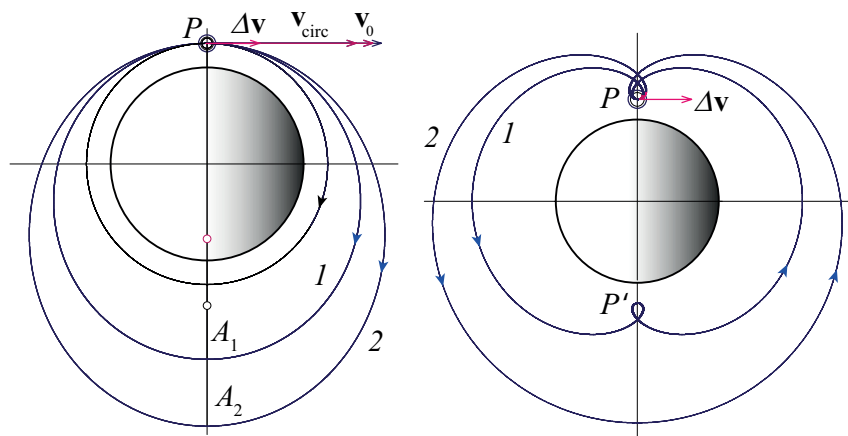 P Δv v_circ v_0
1
A_1
2
A_2
P Δv
2 1
P'